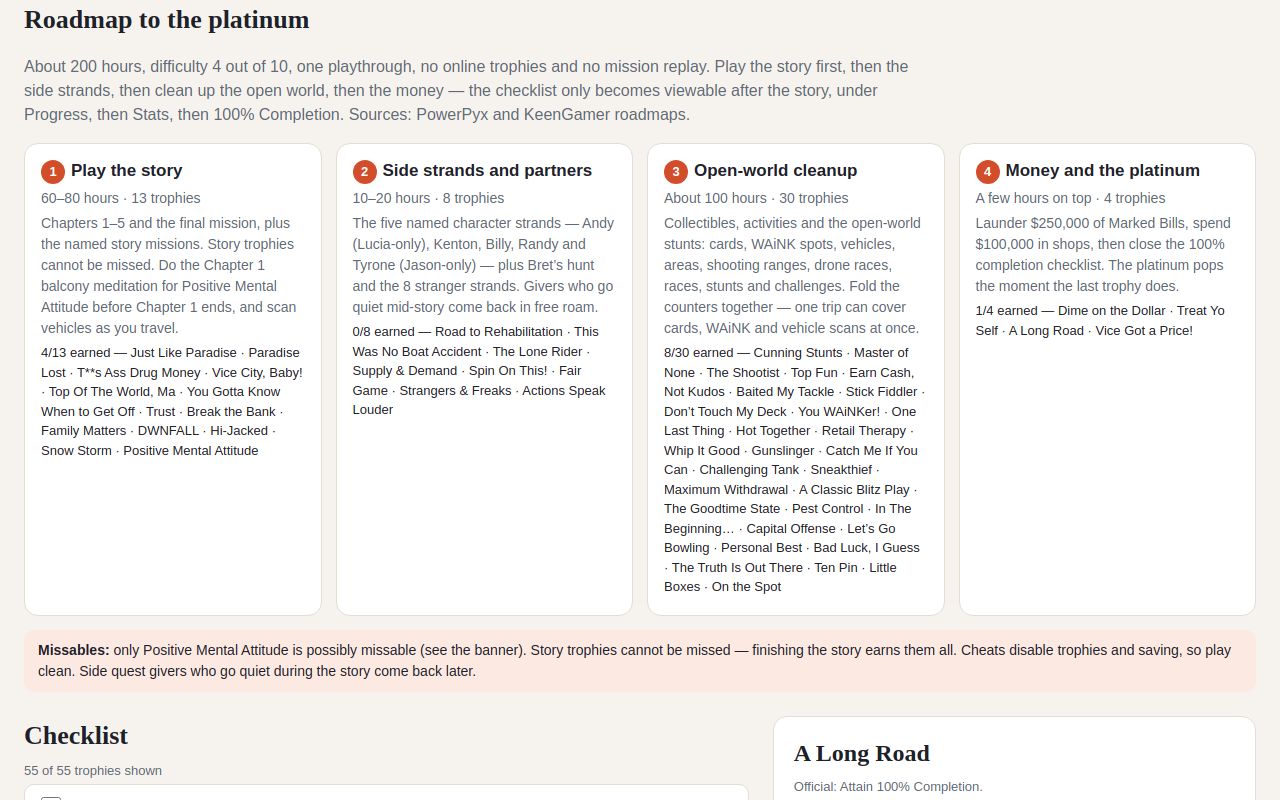 Roadmap to the platinum
About 200 hours, difficulty 4 out of 10, one playthrough, no online trophies and no mission replay. Play the story first, then the
side strands, then clean up the open world, then the money — the checklist only becomes viewable after the story, under
Progress, then Stats, then 100% Completion. Sources: PowerPyx and KeenGamer roadmaps.
1 Play the story
60–80 hours · 13 trophies
Chapters 1–5 and the final mission, plus
the named story missions. Story trophies
cannot be missed. Do the Chapter 1
balcony meditation for Positive Mental
Attitude before Chapter 1 ends, and scan
vehicles as you travel.
4/13 earned — Just Like Paradise · Paradise
Lost · T**s Ass Drug Money · Vice City, Baby!
· Top Of The World, Ma · You Gotta Know
When to Get Off · Trust · Break the Bank ·
Family Matters · DWNFALL · Hi-Jacked ·
Snow Storm · Positive Mental Attitude
2 Side strands and partners
10–20 hours · 8 trophies
The five named character strands — Andy
(Lucia-only), Kenton, Billy, Randy and
Tyrone (Jason-only) — plus Bret’s hunt
and the 8 stranger strands. Givers who go
quiet mid-story come back in free roam.
0/8 earned — Road to Rehabilitation · This
Was No Boat Accident · The Lone Rider ·
Supply & Demand · Spin On This! · Fair
Game · Strangers & Freaks · Actions Speak
Louder
3 Open-world cleanup
About 100 hours · 30 trophies
Collectibles, activities and the open-world
stunts: cards, WAiNK spots, vehicles,
areas, shooting ranges, drone races,
races, stunts and challenges. Fold the
counters together — one trip can cover
cards, WAiNK and vehicle scans at once.
8/30 earned — Cunning Stunts · Master of
None · The Shootist · Top Fun · Earn Cash,
Not Kudos · Baited My Tackle · Stick Fiddler ·
Don’t Touch My Deck · You WAiNKer! · One
Last Thing · Hot Together · Retail Therapy ·
Whip It Good · Gunslinger · Catch Me If You
Can · Challenging Tank · Sneakthief ·
Maximum Withdrawal · A Classic Blitz Play ·
The Goodtime State · Pest Control · In The
Beginning… · Capital Offense · Let’s Go
Bowling · Personal Best · Bad Luck, I Guess
· The Truth Is Out There · Ten Pin · Little
Boxes · On the Spot
4 Money and the platinum
A few hours on top · 4 trophies
Launder $250,000 of Marked Bills, spend
$100,000 in shops, then close the 100%
completion checklist. The platinum pops
the moment the last trophy does.
1/4 earned — Dime on the Dollar · Treat Yo
Self · A Long Road · Vice Got a Price!
Missables: only Positive Mental Attitude is possibly missable (see the banner). Story trophies cannot be missed — finishing the story earns them all. Cheats disable trophies and saving, so play
clean. Side quest givers who go quiet during the story come back later.
Checklist
55 of 55 trophies shown
A Long Road
Official: Attain 100% Completion.